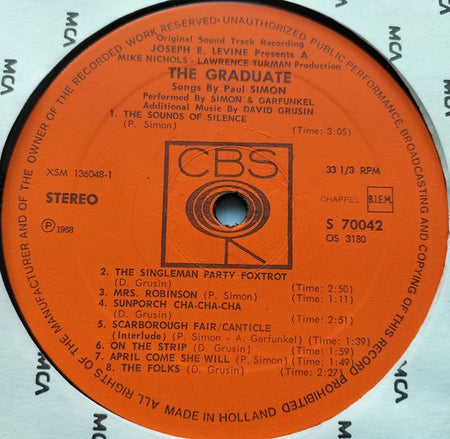 ALL RIGHTS OF THE MANUFACTURER AND OF THE OWNER OF THE RECORDED WORK RESERVED · UNAUTHORIZED PUBLIC PERFORMANCE, BROADCASTING AND COPYING OF THIS RECORD PROHIBITED
Original Sound Track Recording
JOSEPH E. LEVINE Presents A
MIKE NICHOLS - LAWRENCE TURMAN Production
THE GRADUATE
Songs By Paul SIMON
Performed By SIMON & GARFUNKEL
Additional Music By DAVID GRUSIN
1. THE SOUNDS OF SILENCE
(P. Simon) (Time: 3:05)
CBS
XSM 136048-1
33 1/3 RPM
STEREO
CHAPPEL B.I.E.M.
Ⓟ 1968
S 70042
OS 3180
2. THE SINGLEMAN PARTY FOXTROT
(D. Grusin) (Time: 2:50)
3. MRS. ROBINSON (P. Simon) (Time: 1:11)
4. SUNPORCH CHA-CHA-CHA
(D. Grusin) (Time: 2:51)
5. SCARBOROUGH FAIR/CANTICLE
(Interlude) (P. Simon - A. Garfunkel) (Time: 1:39)
6. ON THE STRIP (D. Grusin) (Time: 1:59)
7. APRIL COME SHE WILL (P. Simon) (Time: 1:49)
8. THE FOLKS (D. Grusin) (Time: 2:27)
MADE IN HOLLAND
MCA
MCA
MCA
MCA
MCA
MCA
MCA